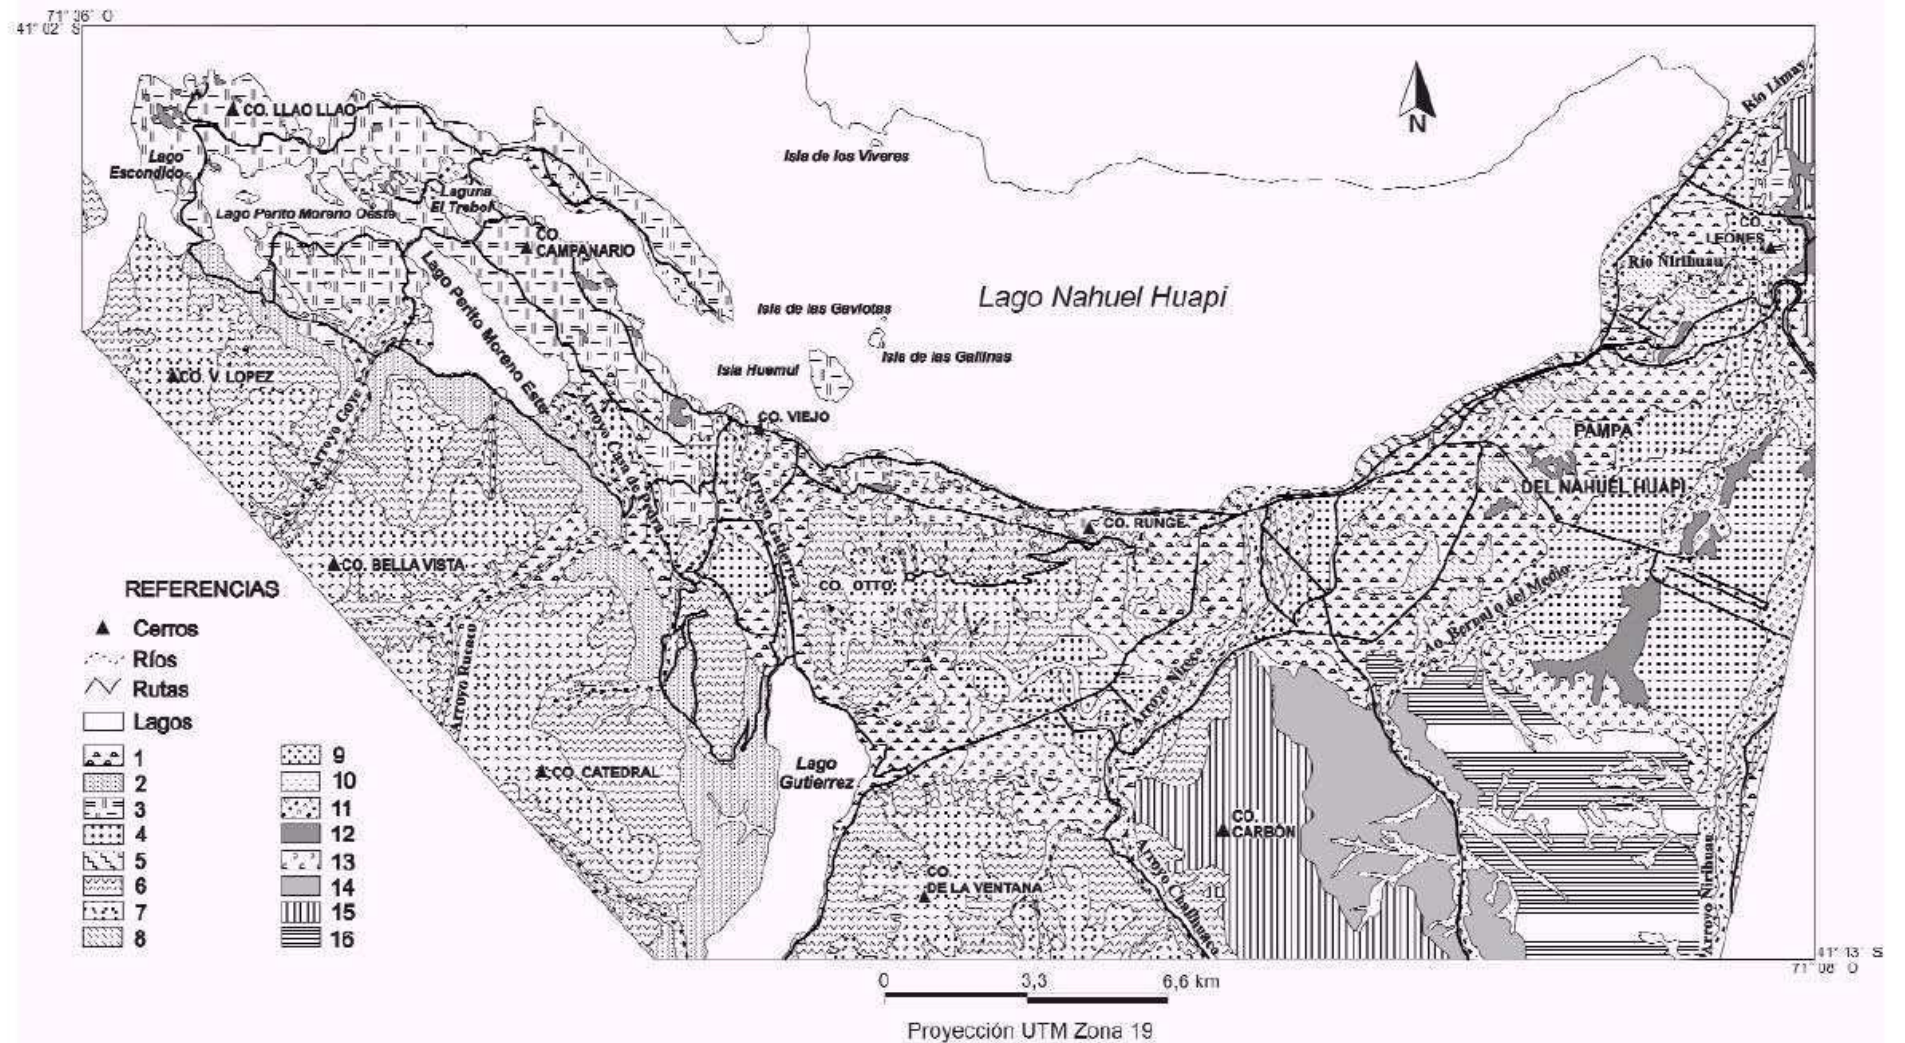 71° 36' O
41° 02' S
Río Limay
CO. LLAO LLAO
N
Isla de los Viveres
Lago
Escondido
Laguna
El Trebol
Lago Perito Moreno Oeste
CO.
LEONES
CO.
CAMPANARIO
Río Ñirihuau
Lago Perito Moreno Este
Lago Nahuel Huapi
Isla de las Gaviotas
Isla de las Gallinas
Isla Huemul
CO. V. LOPEZ
CO. VIEJO
Arroyo Goye
Arroyo Casa de Piedra
PAMPA
DEL NAHUEL HUAPI
Arroyo Gutierrez
CO. RUNGE
CO. BELLA VISTA
CO. OTTO
Ao. Bernal o del Medio
Arroyo Rucaco
Arroyo Ñireco
REFERENCIAS
Cerros
Ríos
Rutas
Lagos
1
2
3
4
5
6
7
8
9
10
11
12
13
14
15
16
CO. CATEDRAL
Lago
Gutierrez
CO.
CARBÓN
CO.
DE LA VENTANA
Arroyo Challhuaco
Arroyo Ñirihuau
41° 13' S
71° 08' O
0
3,3
6,6 km
Proyección UTM Zona 19